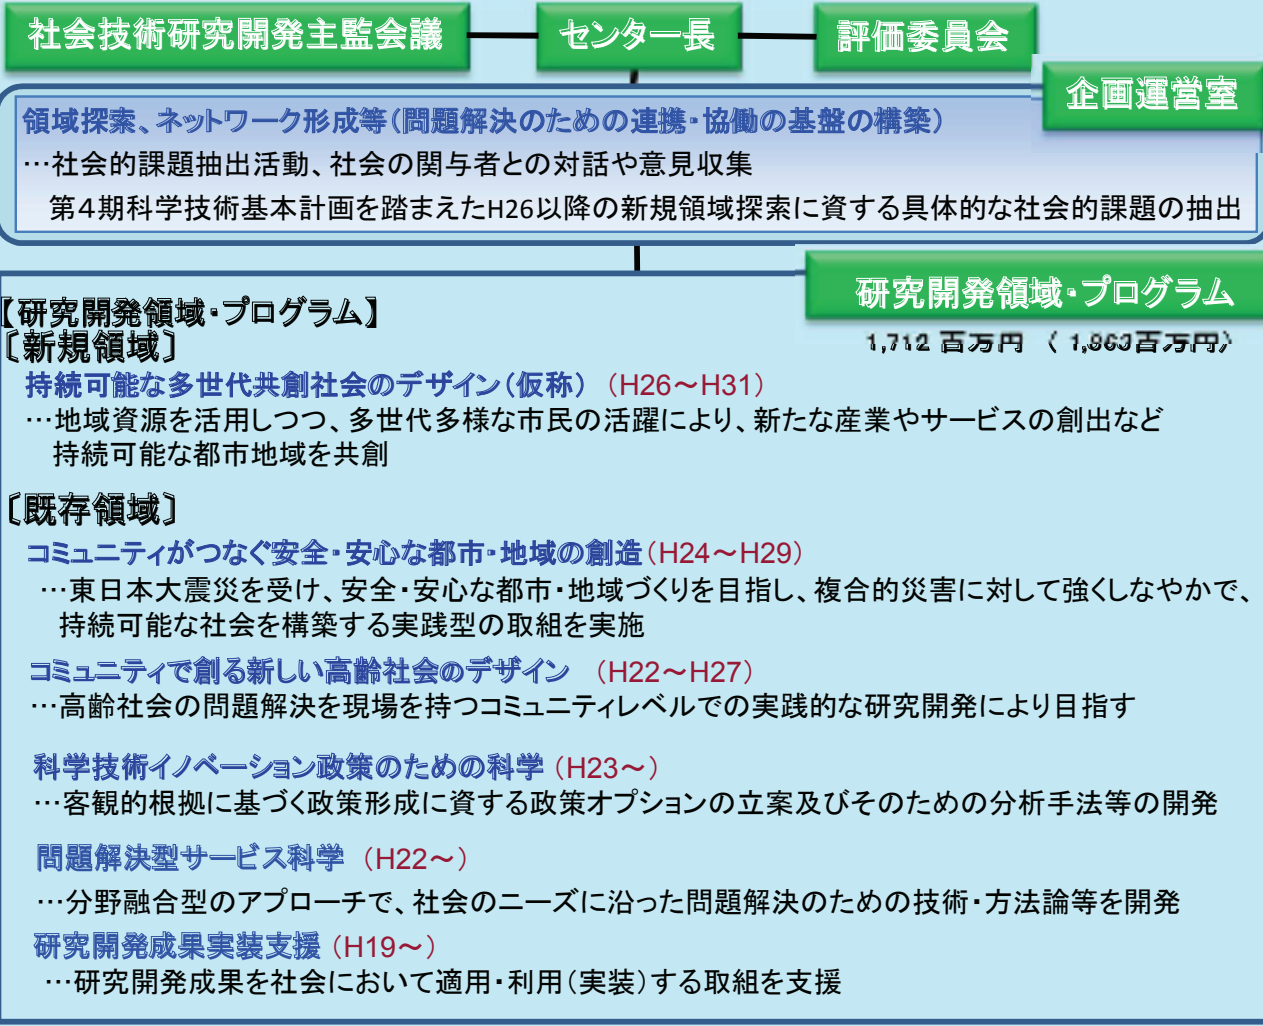 社会技術研究開発主監会議
センター長
評価委員会
企画運営室
領域探索、ネットワーク形成等（問題解決のための連携・協働の基盤の構築）
…社会的課題抽出活動、社会の関与者との対話や意見収集
第４期科学技術基本計画を踏まえたH26以降の新規領域探索に資する具体的な社会的課題の抽出
研究開発領域・プログラム
1,712 百万円 （ 1,863百万円）
【研究開発領域・プログラム】
〔新規領域〕
持続可能な多世代共創社会のデザイン（仮称）（H26～H31）
…地域資源を活用しつつ、多世代多様な市民の活躍により、新たな産業やサービスの創出など
持続可能な都市地域を共創
〔既存領域〕
コミュニティがつなぐ安全・安心な都市・地域の創造（H24～H29）
…東日本大震災を受け、安全・安心な都市・地域づくりを目指し、複合的災害に対して強くしなやかで、
持続可能な社会を構築する実践型の取組を実施
コミュニティで創る新しい高齢社会のデザイン （H22～H27）
…高齢社会の問題解決を現場を持つコミュニティレベルでの実践的な研究開発により目指す
科学技術イノベーション政策のための科学（H23～）
…客観的根拠に基づく政策形成に資する政策オプションの立案及びそのための分析手法等の開発
問題解決型サービス科学 （H22～）
…分野融合型のアプローチで、社会のニーズに沿った問題解決のための技術・方法論等を開発
研究開発成果実装支援（H19～）
…研究開発成果を社会において適用・利用（実装）する取組を支援